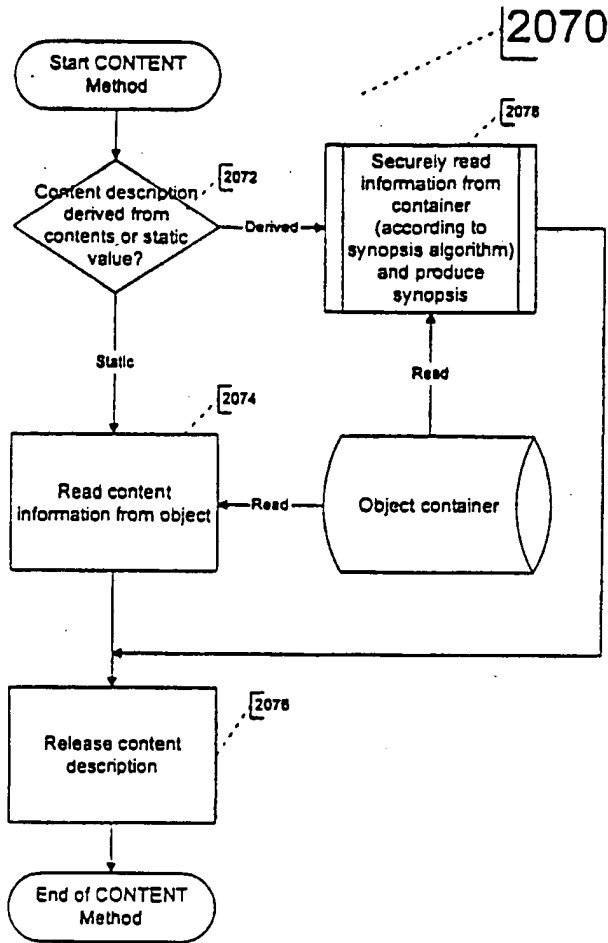 2070
Start CONTENT
Method
2078
2072
Content description
derived from
contents or static
value?
Derived
Securely read
information from
container
(according to
synopsis algorithm)
and produce
synopsis
Static
Read
2074
Read content
information from object
Read
Object container
2076
Release content
description
End of CONTENT
Method